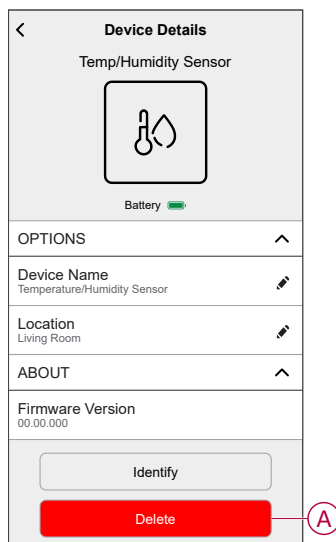 Device Details
Temp/Humidity Sensor
Battery
OPTIONS
Device Name
Temperature/Humidity Sensor
Location
Living Room
ABOUT
Firmware Version
00.00.000
Identify
Delete
A